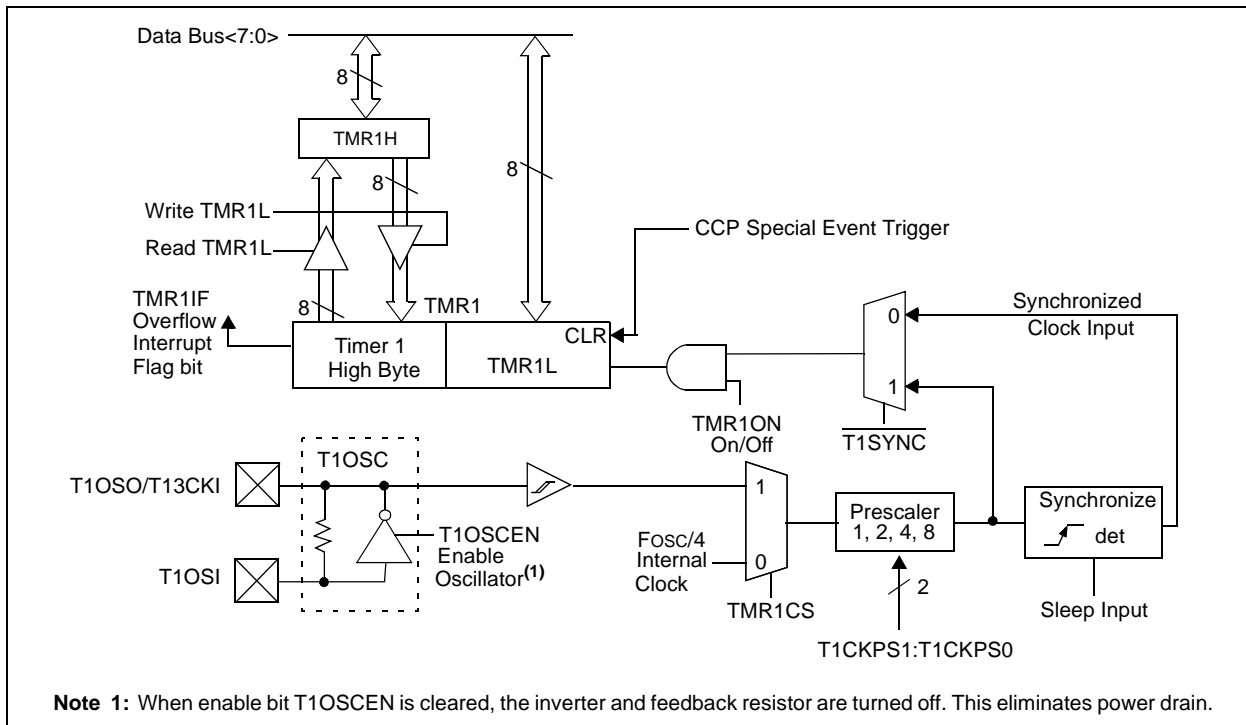 Data Bus<7:0>
8
TMR1H
8
8
Write TMR1L
Read TMR1L
CCP Special Event Trigger
8
TMR1
TMR1IF
Overflow
Interrupt
Flag bit
Timer 1
High Byte
TMR1L
CLR
0
1
Synchronized
Clock Input
TMR1ON
On/Off
T1SYNC
T1OSC
T1OSO/T13CKI
T1OSI
T1OSCEN
Enable
Oscillator(1)
FOSC/4
Internal
Clock
1
0
TMR1CS
Prescaler
1, 2, 4, 8
2
T1CKPS1:T1CKPS0
Synchronize
det
Sleep Input
Note 1: When enable bit T1OSCEN is cleared, the inverter and feedback resistor are turned off. This eliminates power drain.